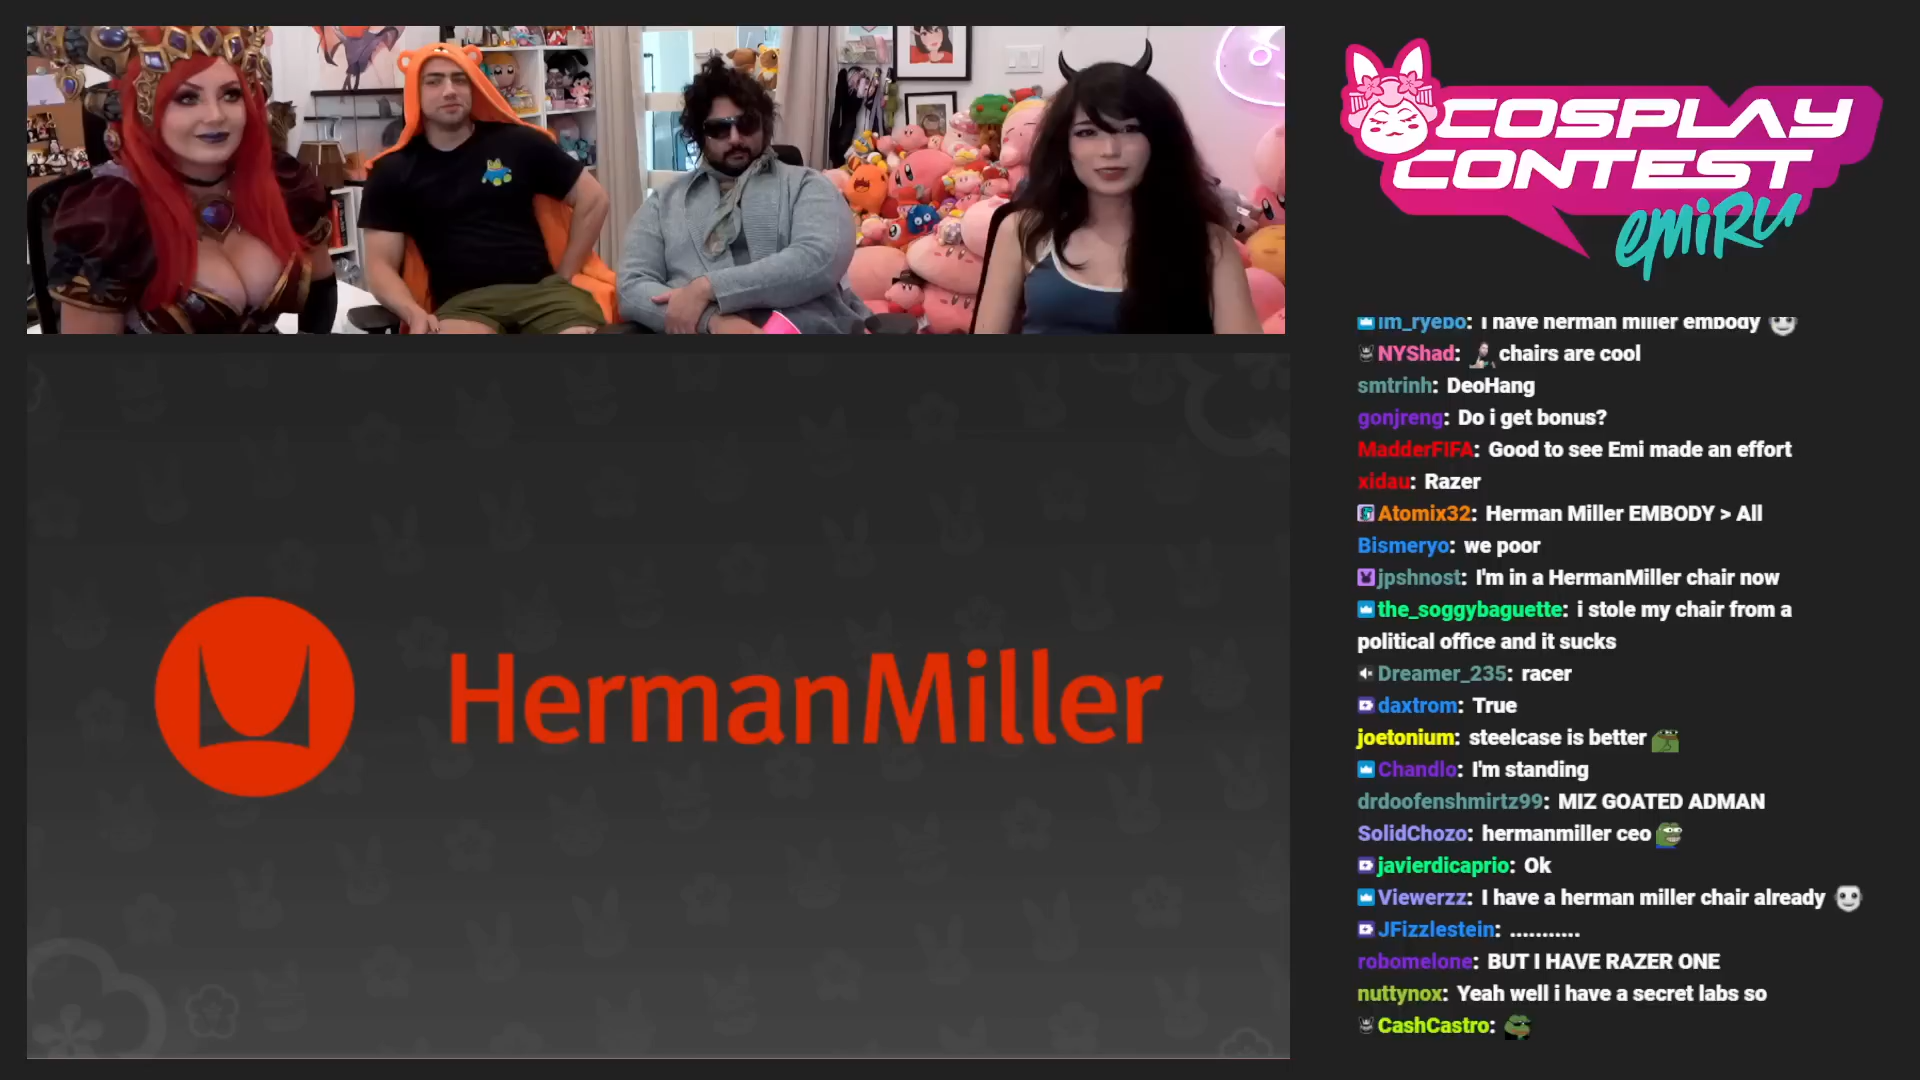 COSPLAY
CONTEST
emiru
im_ryebo: I have herman miller embody
NYShad: chairs are cool
smtrinh: DeoHang
gonjreng: Do i get bonus?
MadderFIFA: Good to see Emi made an effort
xidau: Razer
Atomix32: Herman Miller EMBODY > All
Bismeryo: we poor
jpshnost: I'm in a HermanMiller chair now
the_soggybaguette: i stole my chair from a
political office and it sucks
Dreamer_235: racer
daxtrom: True
joetonium: steelcase is better
Chandlo: I'm standing
drdoofenshmirtz99: MIZ GOATED ADMAN
SolidChozo: hermanmiller ceo
javierdicaprio: Ok
Viewerzz: I have a herman miller chair already
JFizzlestein: ...........
robomelone: BUT I HAVE RAZER ONE
nuttynox: Yeah well i have a secret labs so
CashCastro:
HermanMiller